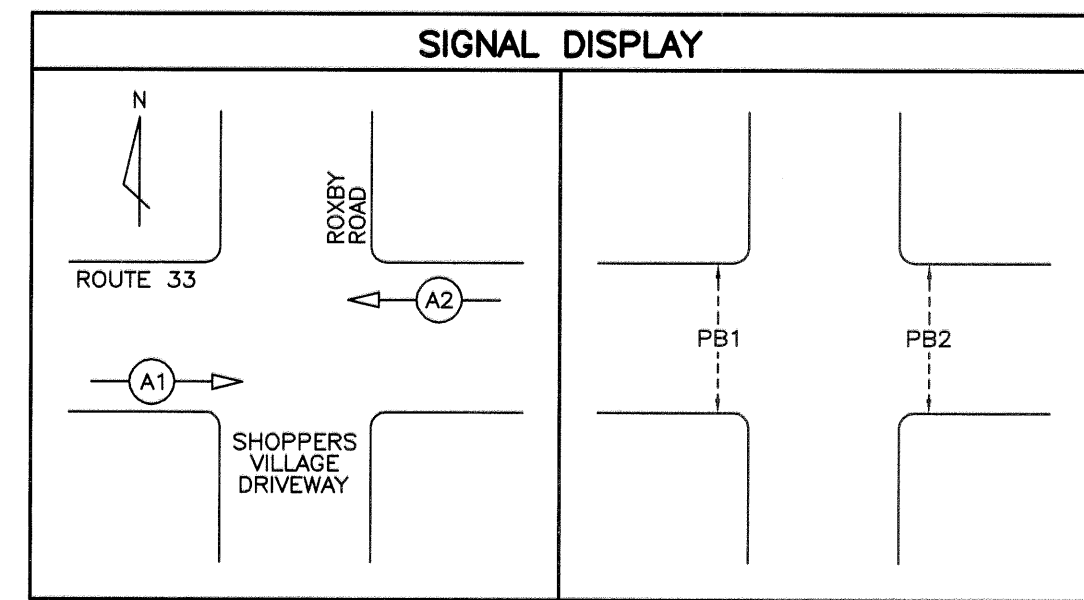 SIGNAL DISPLAY
N
ROXBY
ROAD
ROUTE 33
A2
A1
SHOPPERS
VILLAGE
DRIVEWAY
PB1
PB2